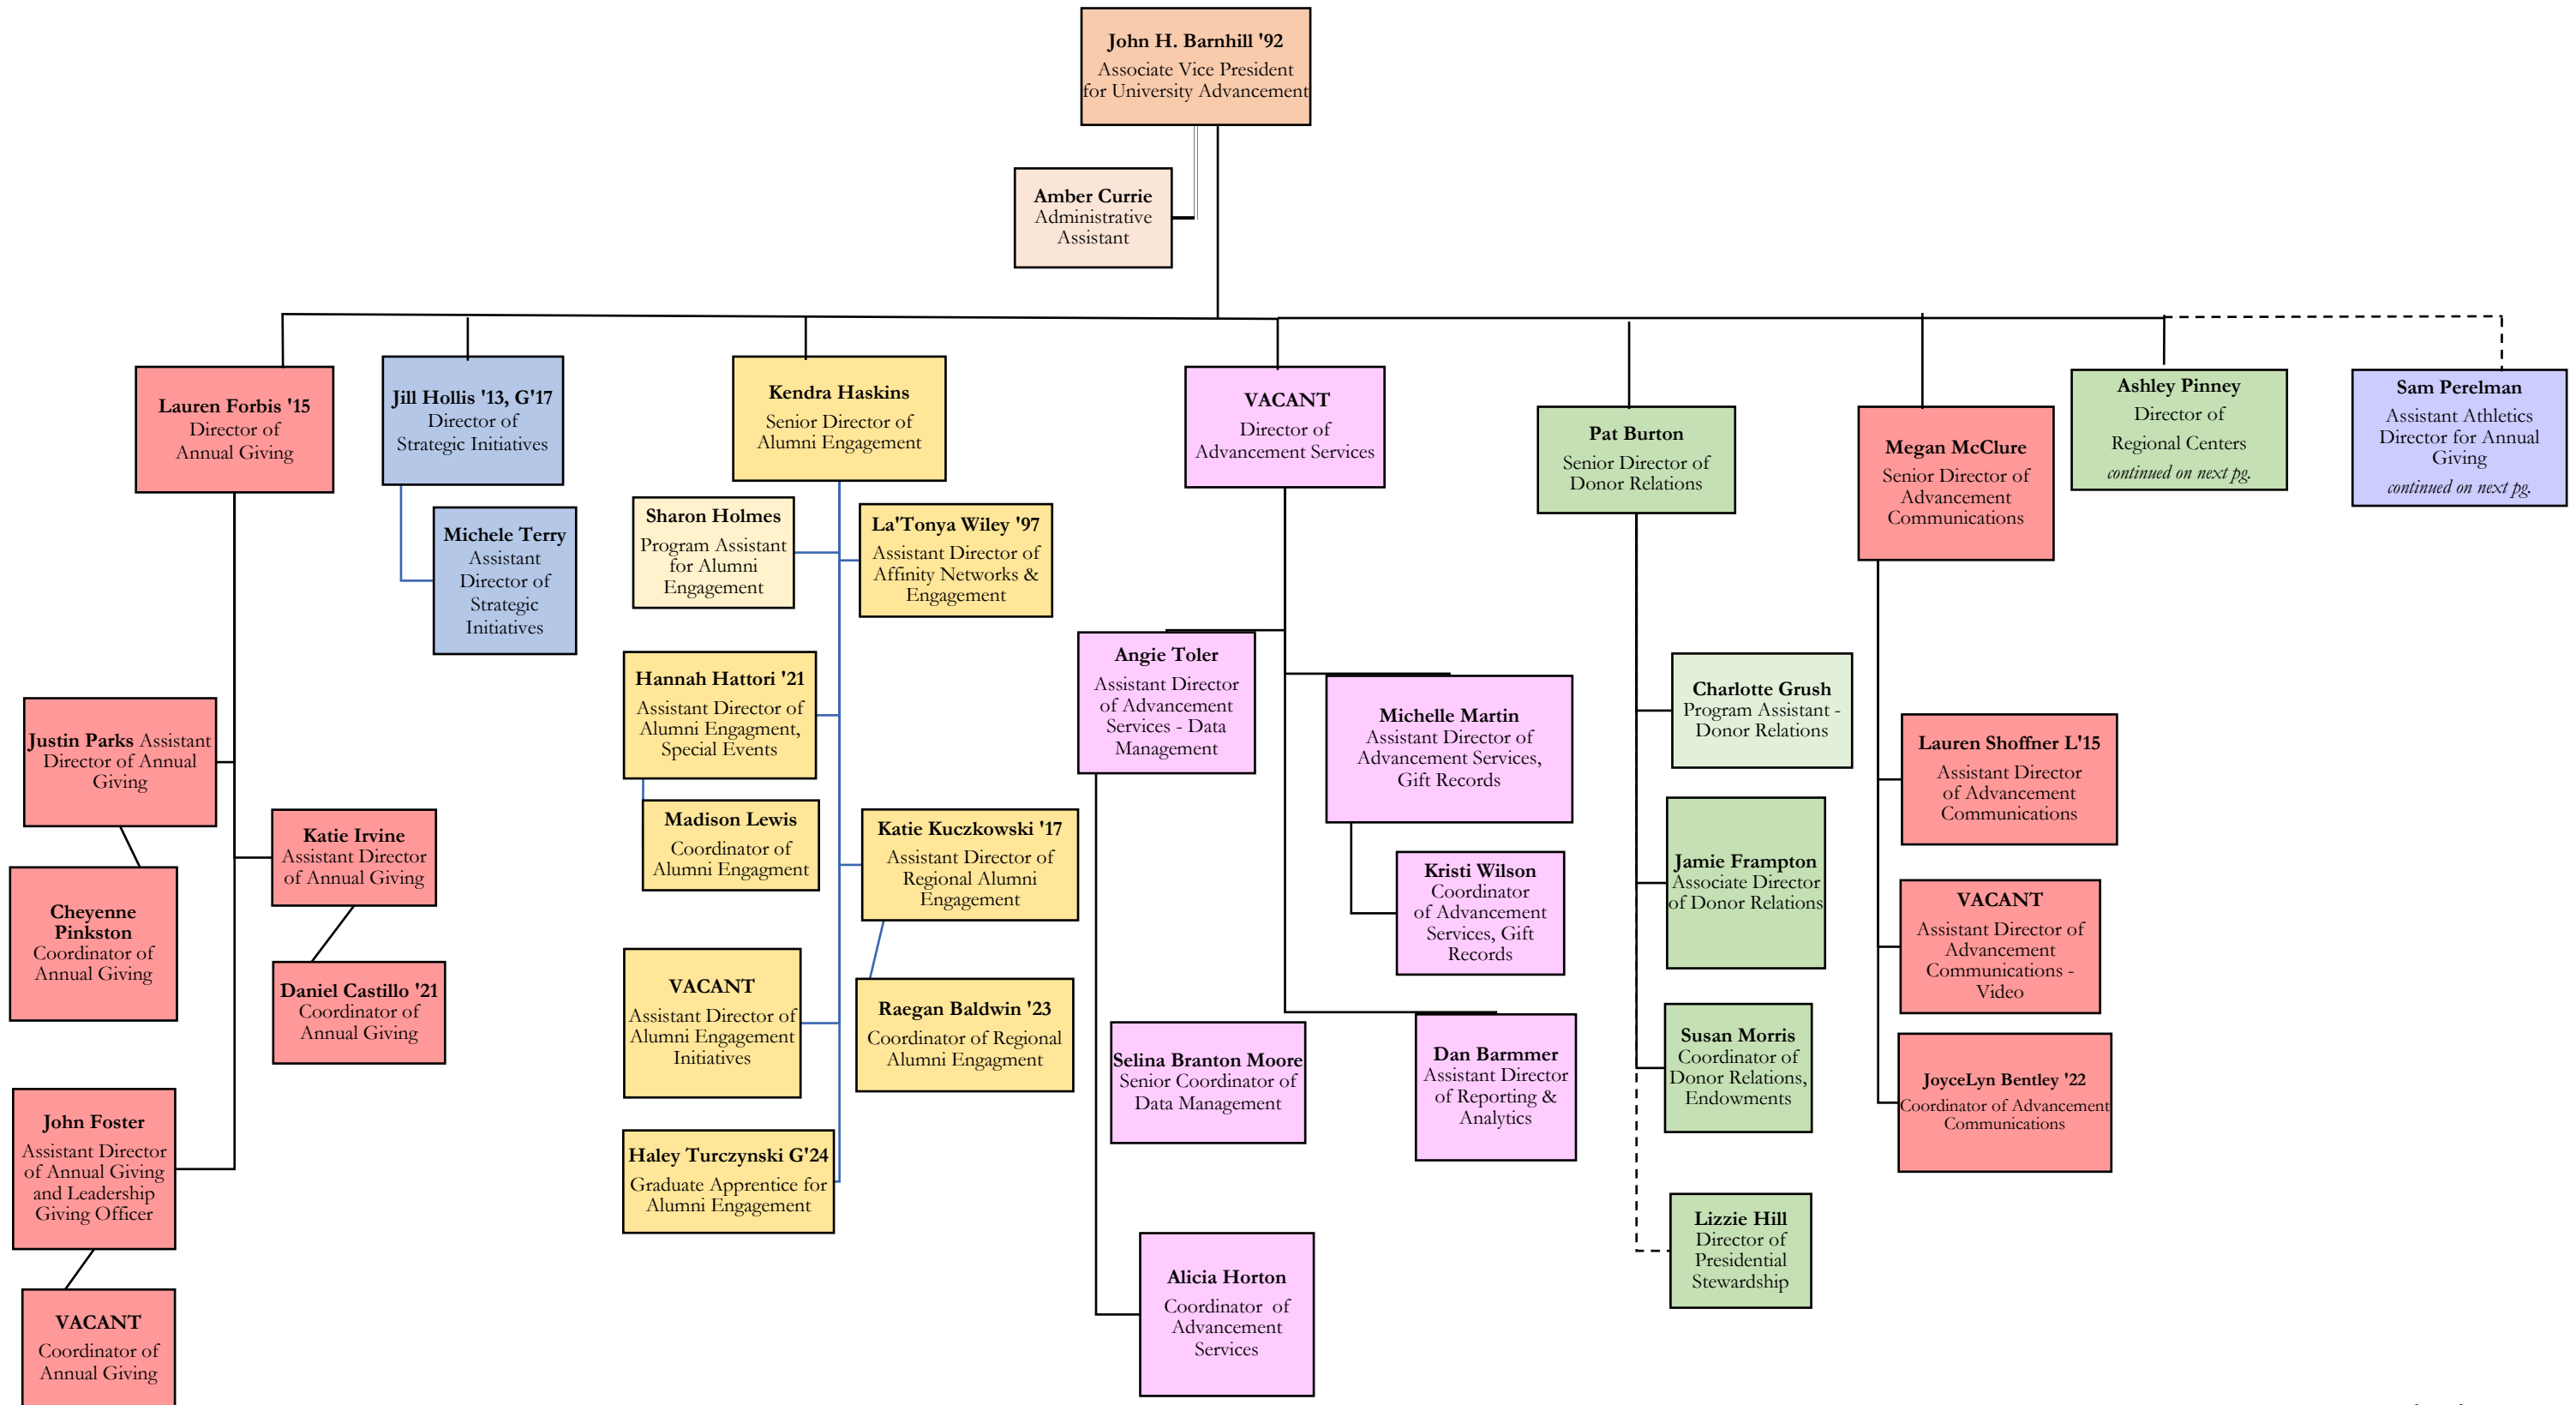 John H. Barnhill '92
Associate Vice President
for University Advancement
Amber Currie
Administrative
Assistant
Lauren Forbis '15
Director of
Annual Giving
Jill Hollis '13, G'17
Director of
Strategic Initiatives
Kendra Haskins
Senior Director of
Alumni Engagement
VACANT
Director of
Advancement Services
Pat Burton
Senior Director of
Donor Relations
Megan McClure
Senior Director of
Advancement
Communications
Ashley Pinney
Director of
Regional Centers
continued on next pg.
Sam Perelman
Assistant Athletics
Director for Annual
Giving
continued on next pg.
Michele Terry
Assistant
Director of
Strategic
Initiatives
Sharon Holmes
Program Assistant
for Alumni
Engagement
La'Tonya Wiley '97
Assistant Director of
Affinity Networks &
Engagement
Hannah Hattori '21
Assistant Director of
Alumni Engagment,
Special Events
Madison Lewis
Coordinator of
Alumni Engagment
Katie Kuczkowski '17
Assistant Director of
Regional Alumni
Engagement
VACANT
Assistant Director of
Alumni Engagement
Initiatives
Raegan Baldwin '23
Coordinator of Regional
Alumni Engagment
Haley Turczynski G'24
Graduate Apprentice for
Alumni Engagement
Justin Parks Assistant
Director of Annual
Giving
Cheyenne
Pinkston
Coordinator of
Annual Giving
Katie Irvine
Assistant Director
of Annual Giving
Daniel Castillo '21
Coordinator of
Annual Giving
John Foster
Assistant Director
of Annual Giving
and Leadership
Giving Officer
VACANT
Coordinator of
Annual Giving
Angie Toler
Assistant Director
of Advancement
Services - Data
Management
Michelle Martin
Assistant Director of
Advancement Services,
Gift Records
Kristi Wilson
Coordinator
of Advancement
Services, Gift
Records
Selina Branton Moore
Senior Coordinator of
Data Management
Dan Barmmer
Assistant Director
of Reporting &
Analytics
Alicia Horton
Coordinator of
Advancement
Services
Charlotte Grush
Program Assistant -
Donor Relations
Jamie Frampton
Associate Director
of Donor Relations
Susan Morris
Coordinator of
Donor Relations,
Endowments
Lizzie Hill
Director of
Presidential
Stewardship
Lauren Shoffner L'15
Assistant Director
of Advancement
Communications
VACANT
Assistant Director of
Advancement
Communications -
Video
JoyceLyn Bentley '22
Coordinator of Advancement
Communications